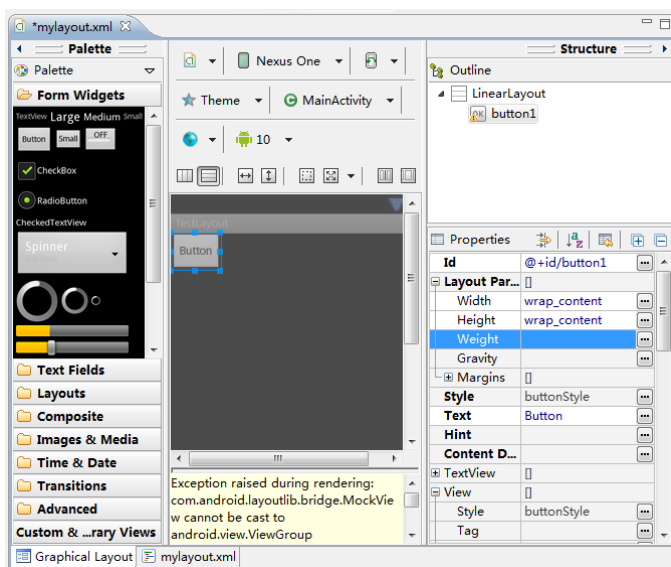 *mylayout.xml
Palette
Palette
Form Widgets
TextView Large Medium Small
Button Small OFF
CheckBox
RadioButton
CheckedTextView
Spinner
Text Fields
Layouts
Composite
Images & Media
Time & Date
Transitions
Advanced
Custom & ...rary Views
Nexus One
Theme MainActivity
10
TestLayout
Button
Exception raised during rendering:
com.android.layoutlib.bridge.MockVie
w cannot be cast to
android.view.ViewGroup
Structure
Outline
LinearLayout
OK button1
Properties
Id @+id/button1
Layout Par... []
Width wrap_content
Height wrap_content
Weight
Gravity
Margins []
Style buttonStyle
Text Button
Hint
Content D...
TextView []
View []
Style buttonStyle
Tag
Graphical Layout mylayout.xml